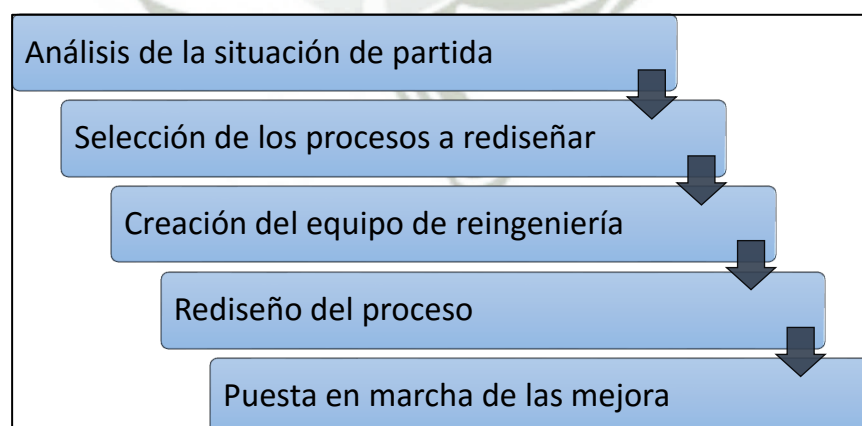 Análisis de la situación de partida
Selección de los procesos a rediseñar
Creación del equipo de reingeniería
Rediseño del proceso
Puesta en marcha de las mejora